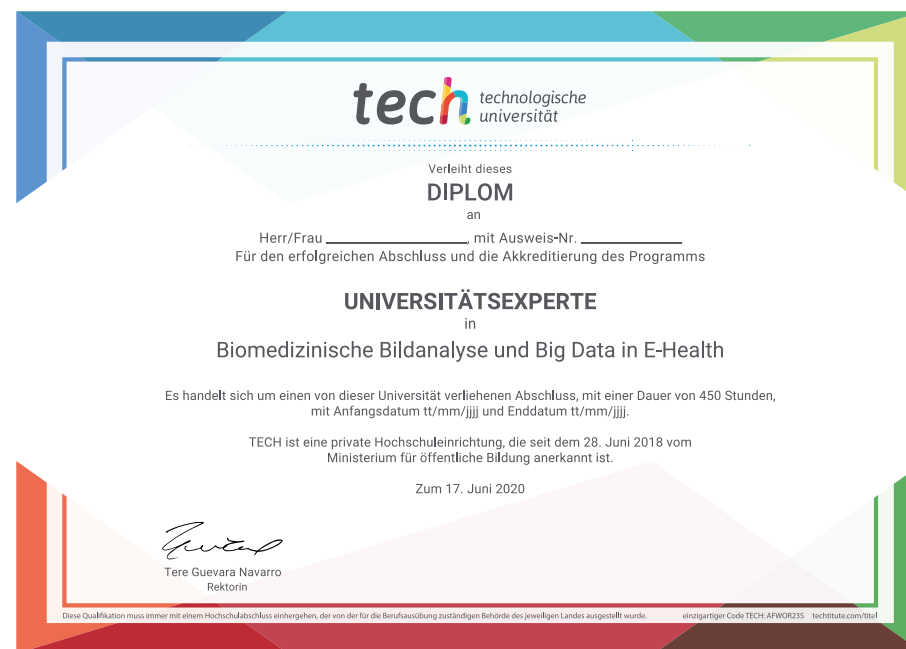 tech technologische
universität
Verleiht dieses
DIPLOM
an
Herr/Frau ____________, mit Ausweis-Nr. ____________
Für den erfolgreichen Abschluss und die Akkreditierung des Programms
UNIVERSITÄTSEXPERTE
in
Biomedizinische Bildanalyse und Big Data in E-Health
Es handelt sich um einen von dieser Universität verliehenen Abschluss, mit einer Dauer von 450 Stunden,
mit Anfangsdatum tt/mm/jjjj und Enddatum tt/mm/jjjj.
TECH ist eine private Hochschuleinrichtung, die seit dem 28. Juni 2018 vom
Ministerium für öffentliche Bildung anerkannt ist.
Zum 17. Juni 2020
Tere Guevara Navarro
Rektorin
Diese Qualifikation muss immer mit einem Hochschulabschluss einhergehen, der von der für die Berufsausübung zuständigen Behörde des jeweiligen Landes ausgestellt wurde. einzigartiger Code TECH: AFWOR23S techtitute.com/titel